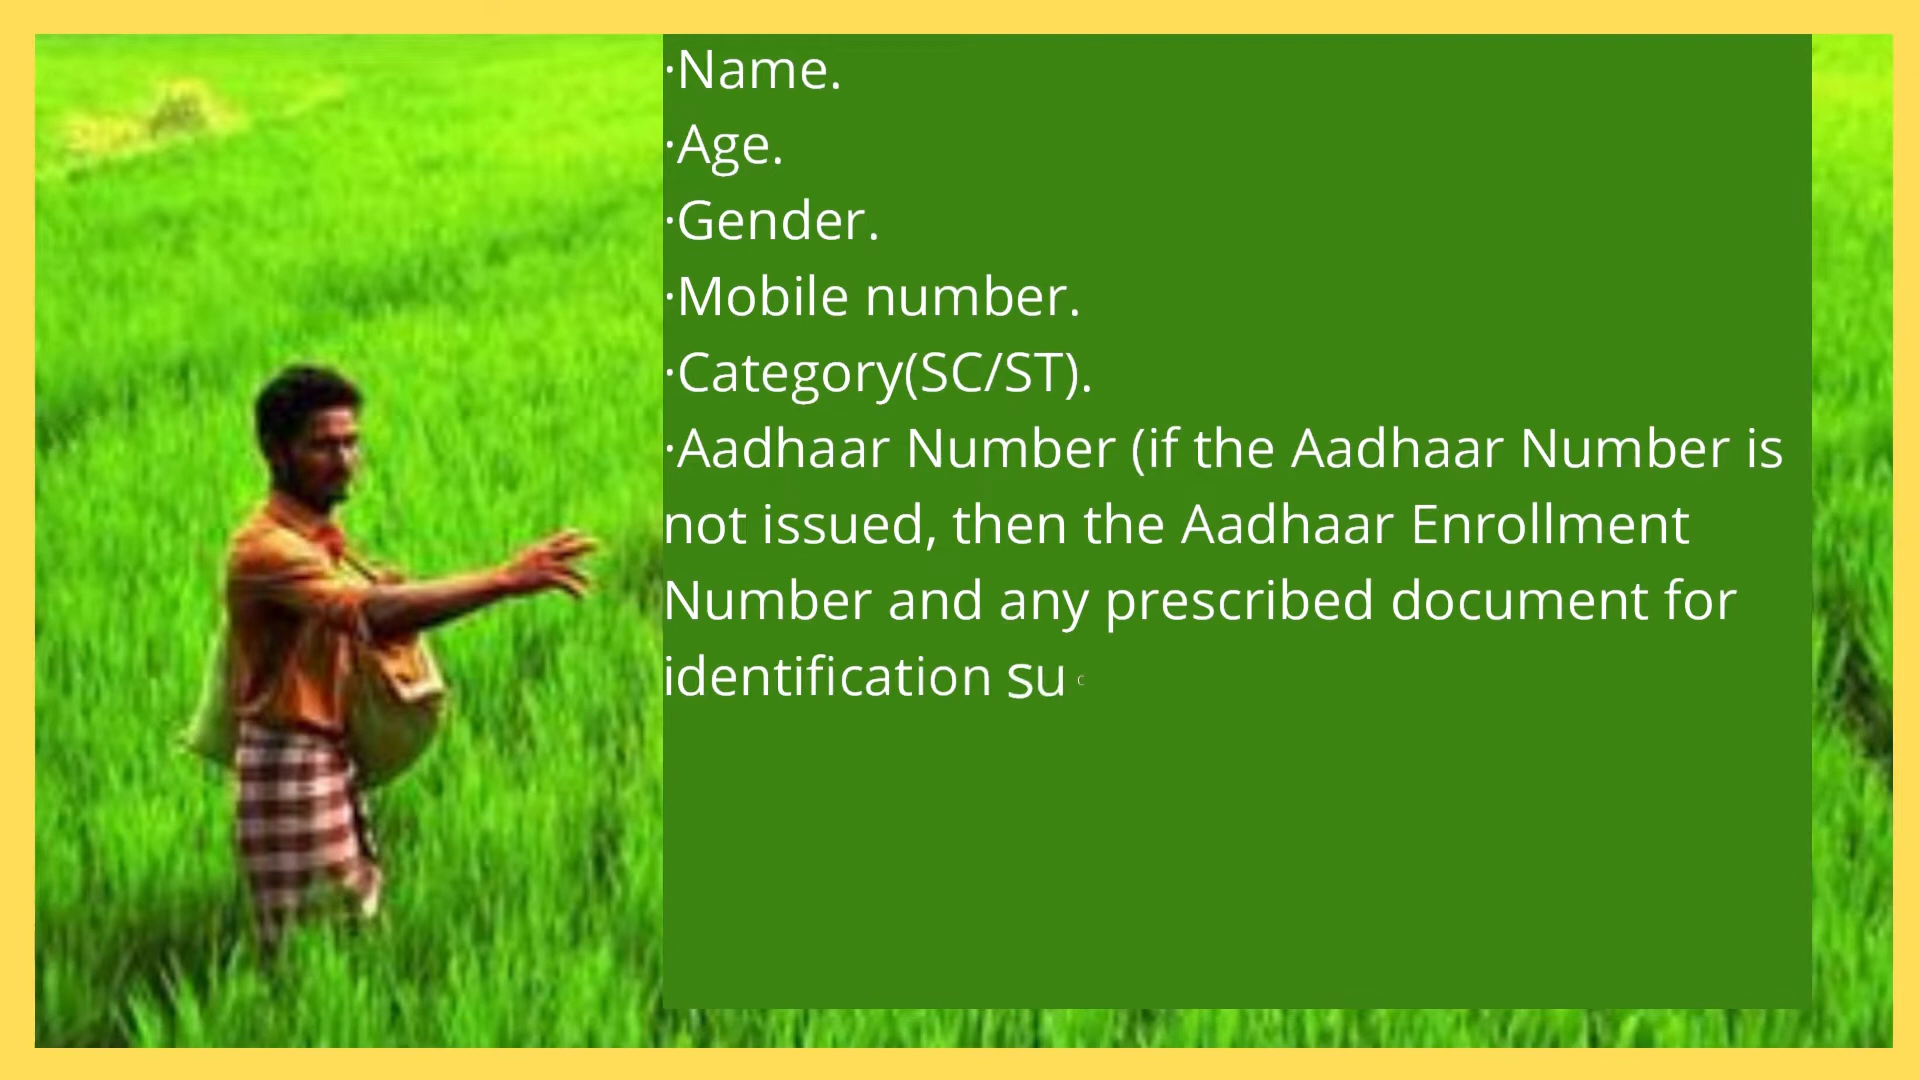 ·Name.
·Age.
·Gender.
·Mobile number.
·Category(SC/ST).
·Aadhaar Number (if the Aadhaar Number is
not issued, then the Aadhaar Enrollment
Number and any prescribed document for
identification su c